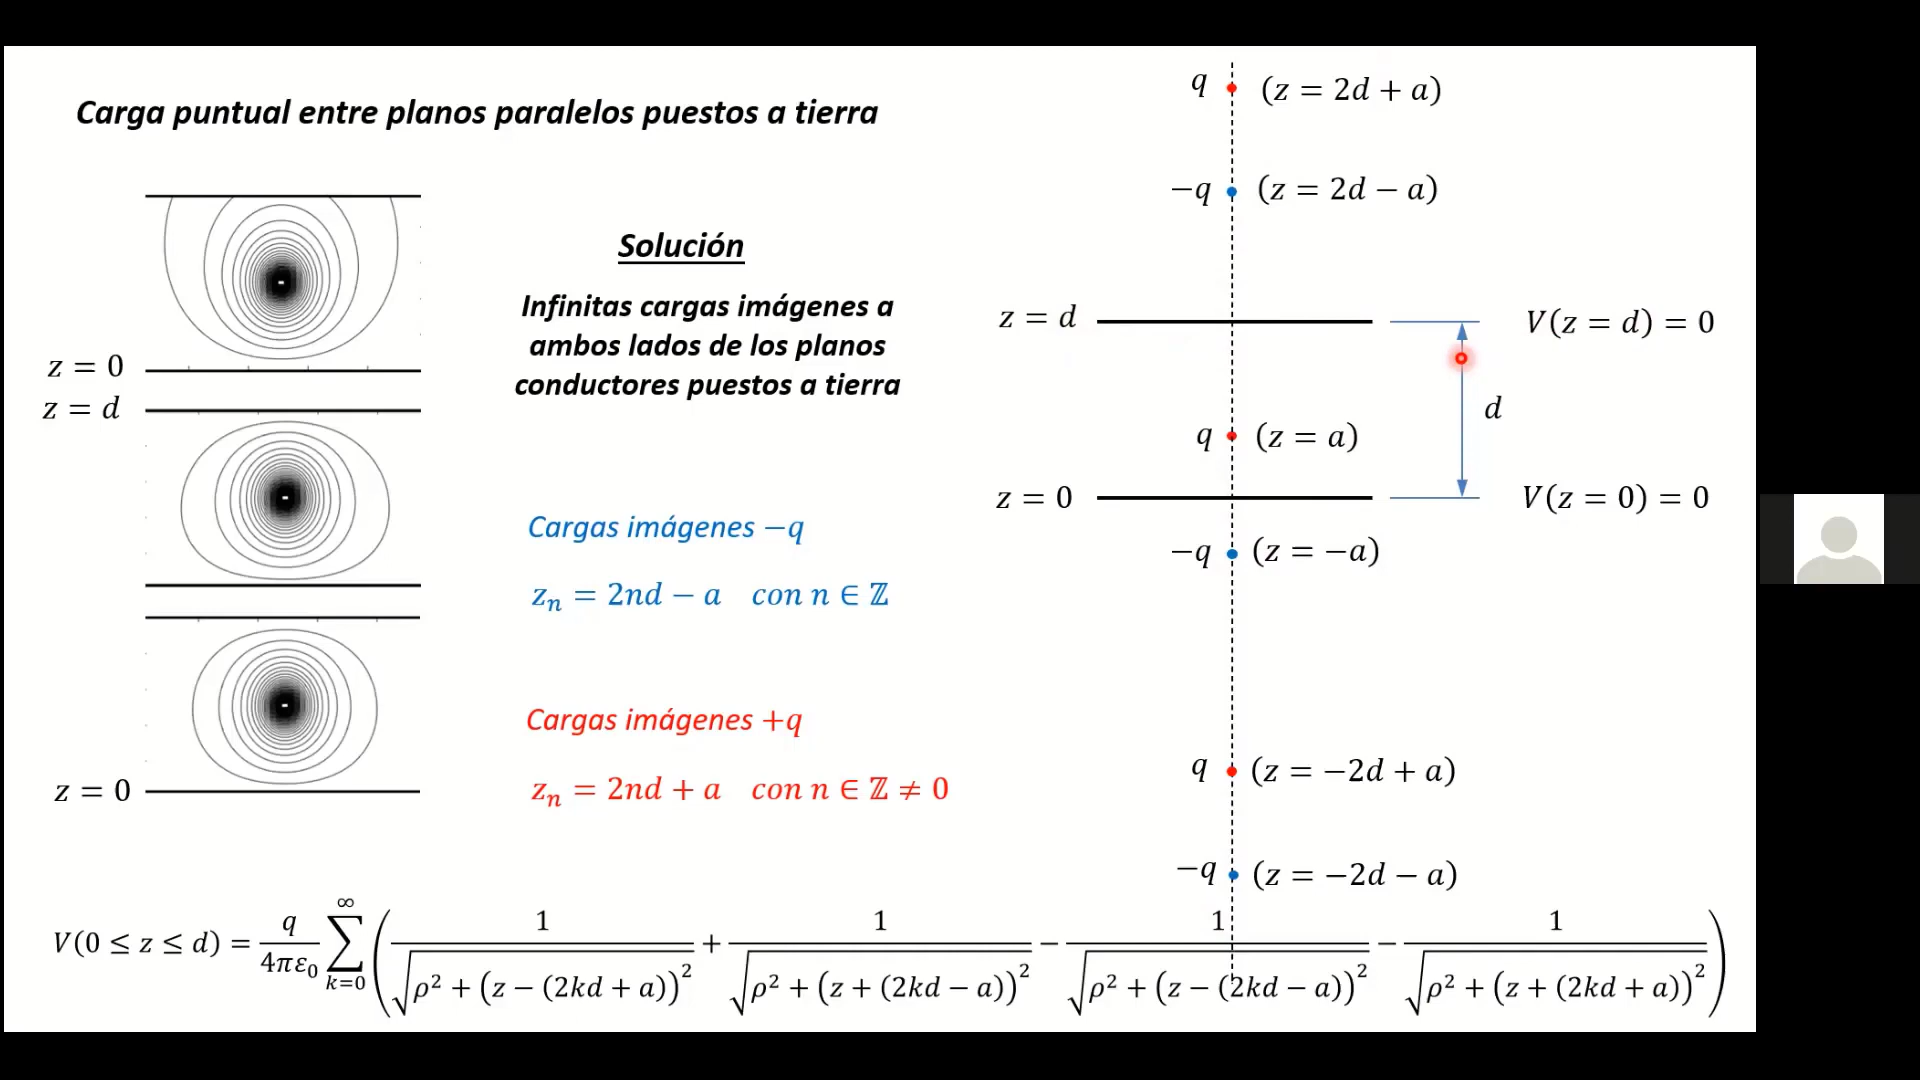 Carga puntual entre planos paralelos puestos a tierra
z = 0
z = d
z = 0
Solución
Infinitas cargas imágenes a
ambos lados de los planos
conductores puestos a tierra
Cargas imágenes −q
zₙ = 2nd − a con n ∈ ℤ
Cargas imágenes +q
zₙ = 2nd + a con n ∈ ℤ ≠ 0
q (z = 2d + a)
−q (z = 2d − a)
z = d V(z = d) = 0
d
q (z = a)
z = 0 V(z = 0) = 0
−q (z = −a)
q (z = −2d + a)
−q (z = −2d − a)
V(0 ≤ z ≤ d) = q/(4πε₀) ∑_{k=0}^{∞} ( 1/√(ρ² + (z − (2kd + a))²) + 1/√(ρ² + (z + (2kd − a))²) − 1/√(ρ² + (z − (2kd − a))²) − 1/√(ρ² + (z + (2kd + a))²) )